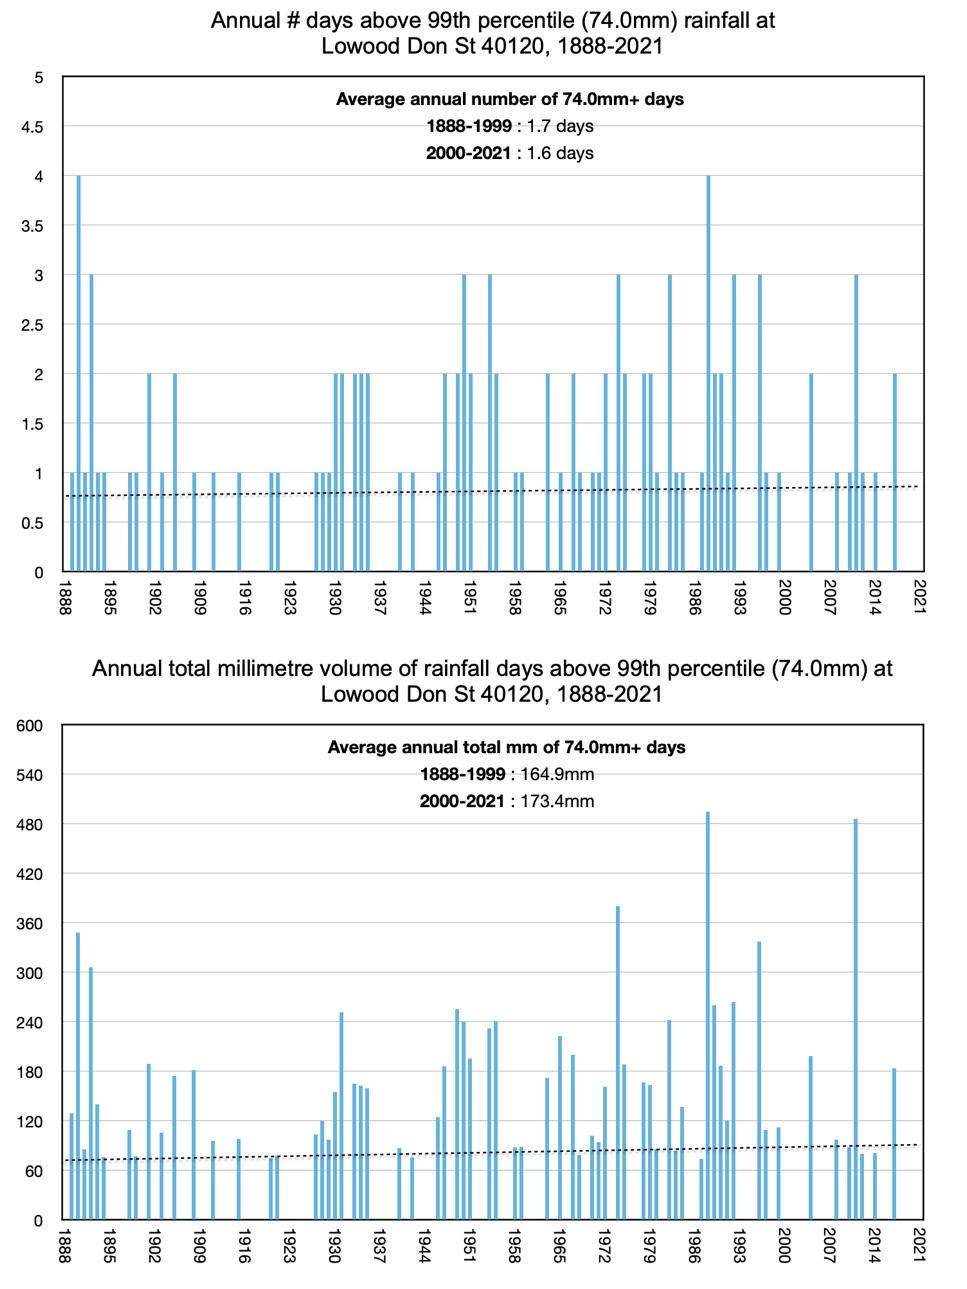 Annual # days above 99th percentile (74.0mm) rainfall at
Lowood Don St 40120, 1888-2021
5
Average annual number of 74.0mm+ days
4.5
1888-1999 : 1.7 days
2000-2021 : 1.6 days
4
3.5
3
2.5
2
1.5
1
0.5
0
1888 1895 1902 1909 1916 1923 1930 1937 1944 1951 1958 1965 1972 1979 1986 1993 2000 2007 2014 2021
Annual total millimetre volume of rainfall days above 99th percentile (74.0mm) at
Lowood Don St 40120, 1888-2021
600
Average annual total mm of 74.0mm+ days
540
1888-1999 : 164.9mm
2000-2021 : 173.4mm
480
420
360
300
240
180
120
60
0
1888 1895 1902 1909 1916 1923 1930 1937 1944 1951 1958 1965 1972 1979 1986 1993 2000 2007 2014 2021